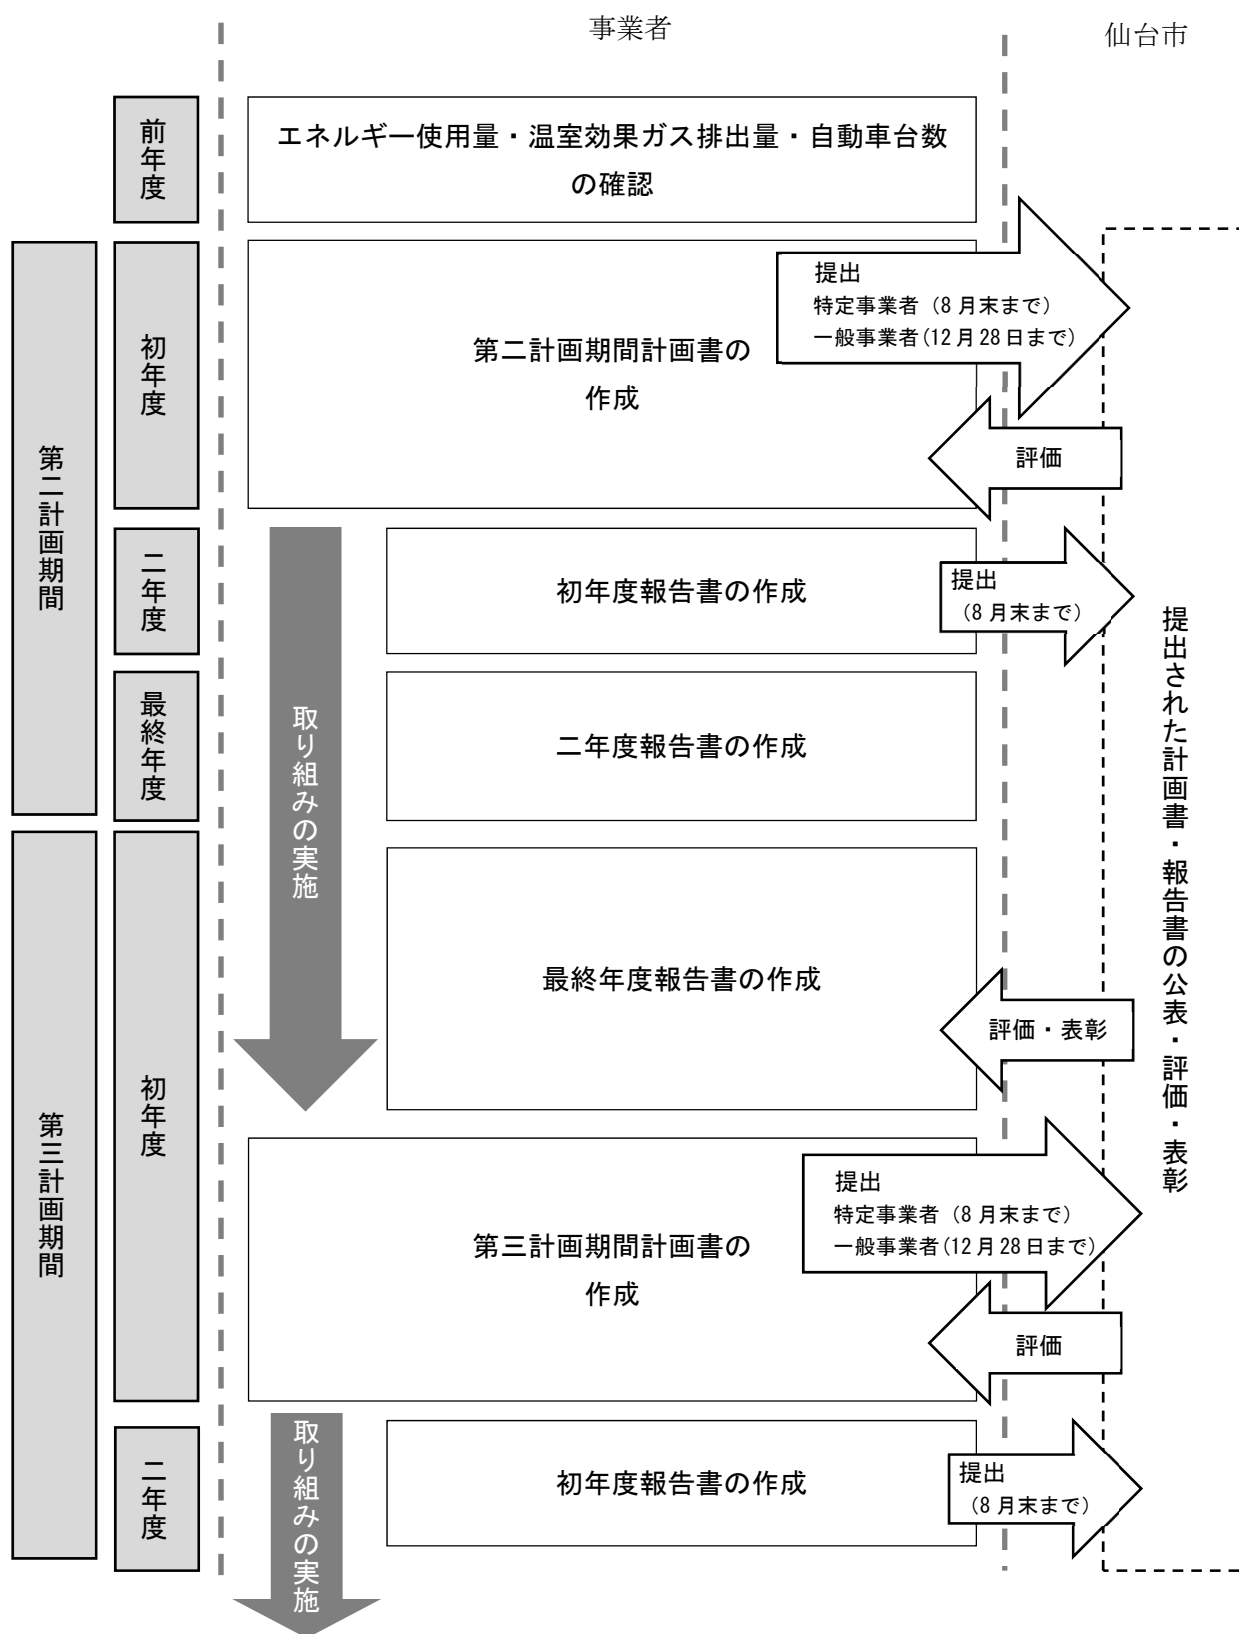 事業者
仙台市
前年度
エネルギー使用量・温室効果ガス排出量・自動車台数
の確認
第二計画期間
初年度
第二計画期間計画書の
作成
提出
特定事業者（8月末まで）
一般事業者(12月28日まで)
評価
二年度
初年度報告書の作成
提出
（8月末まで）
最終年度
二年度報告書の作成
取り組みの実施
提出された計画書・報告書の公表・評価・表彰
第三計画期間
初年度
最終年度報告書の作成
評価・表彰
第三計画期間計画書の
作成
提出
特定事業者（8月末まで）
一般事業者(12月28日まで)
評価
二年度
取り組みの実施
初年度報告書の作成
提出
（8月末まで）